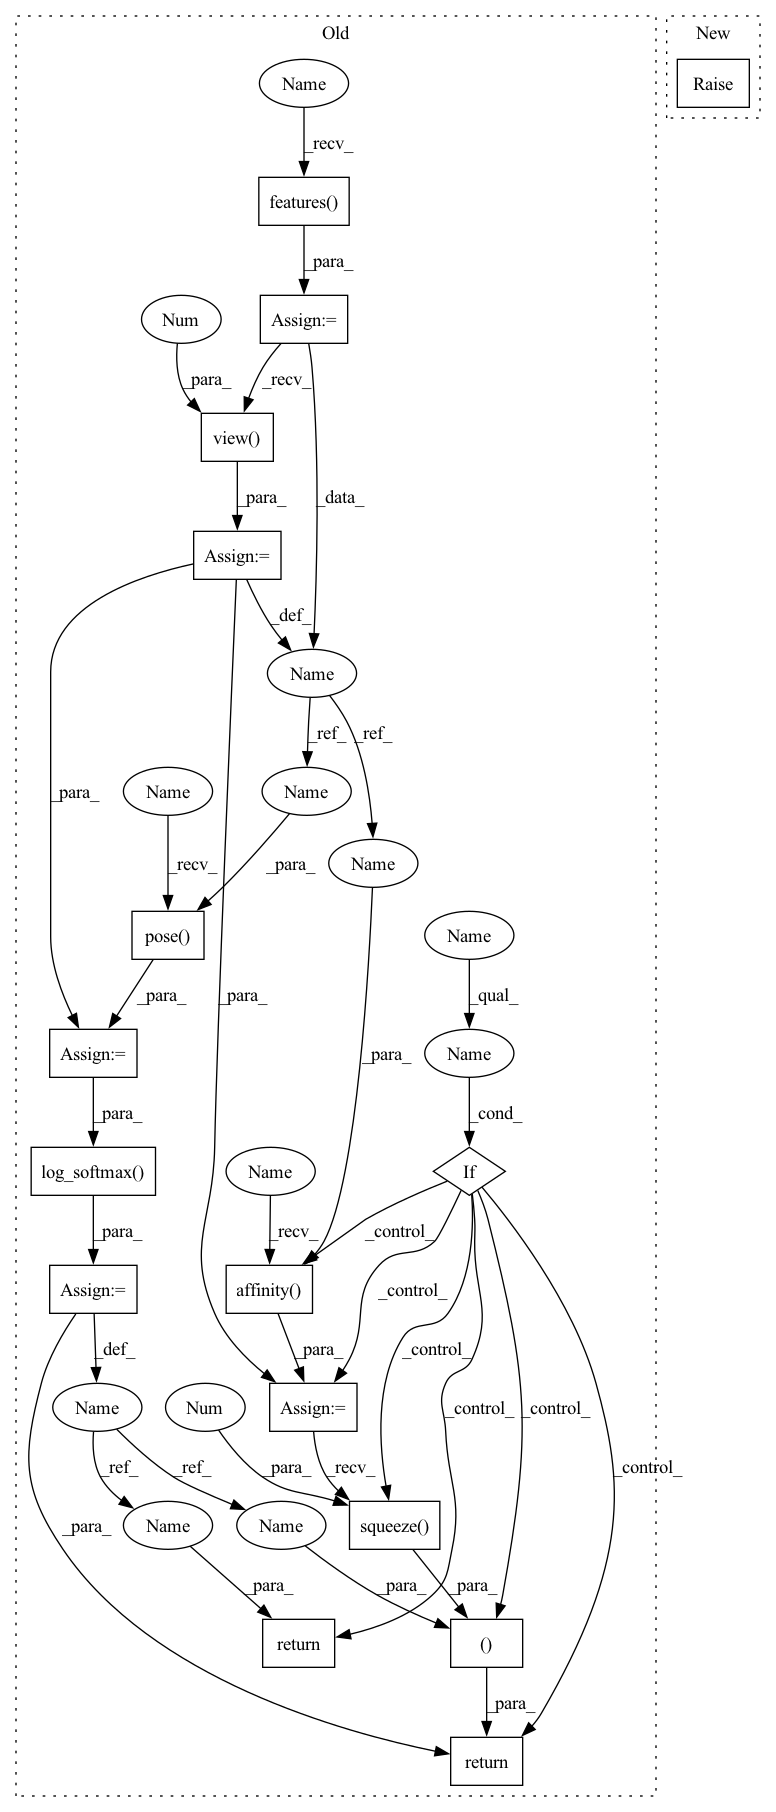 Old
New
Name
Raise
_recv_
features()
_para_
Num
Assign:=
_para_
_recv_
view()
_para_
_data_
Assign:=
_def_
Name
_ref_
_ref_
_para_
Name
Name
Name
_recv_
_para_
Name
pose()
_para_
_para_
_para_
_qual_
Assign:=
Name
_para_
_cond_
log_softmax()
Name
If
_para_
_recv_
_control_
Assign:=
affinity()
_control_
_def_
_para_
_control_
Name
Num
Assign:=
_control_
_control_
_ref_
_ref_
_para_
_recv_
_control_
_para_
Name
Name
squeeze()
_para_
_para_
_para_
return
()
_para_
return